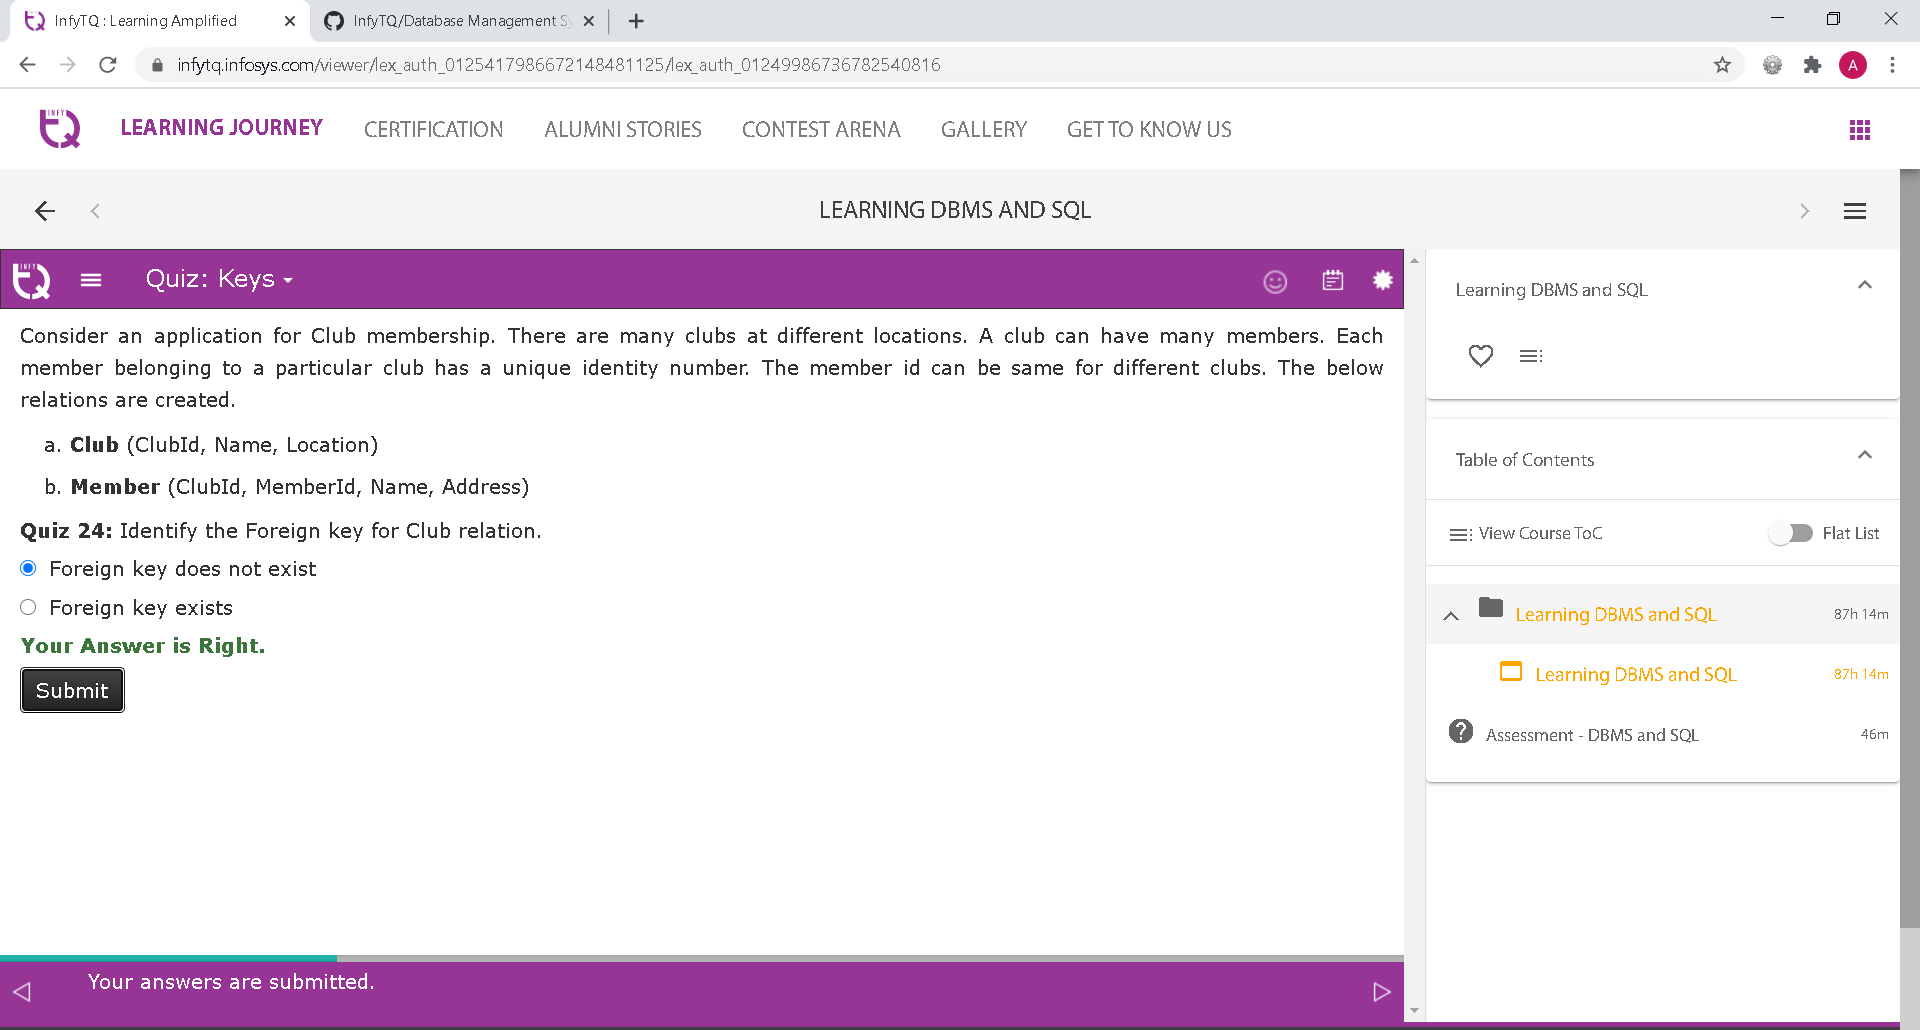 InfyTQ : Learning Amplified
InfyTQ/Database Management
infytq.infosys.com/viewer/lex_auth_0125417986672148481125/lex_auth_01249986736782540816
A
INFY
TQ
LEARNING JOURNEY
CERTIFICATION
ALUMNI STORIES
CONTEST ARENA
GALLERY
GET TO KNOW US
LEARNING DBMS AND SQL
INFY
TQ
Quiz: Keys
Consider an application for Club membership. There are many clubs at different locations. A club can have many members. Each
member belonging to a particular club has a unique identity number. The member id can be same for different clubs. The below
relations are created.
a. Club (ClubId, Name, Location)
b. Member (ClubId, MemberId, Name, Address)
Quiz 24: Identify the Foreign key for Club relation.
Foreign key does not exist
Foreign key exists
Your Answer is Right.
Submit
Your answers are submitted.
Learning DBMS and SQL
Table of Contents
View Course ToC
Flat List
Learning DBMS and SQL
87h 14m
Learning DBMS and SQL
87h 14m
Assessment - DBMS and SQL
46m